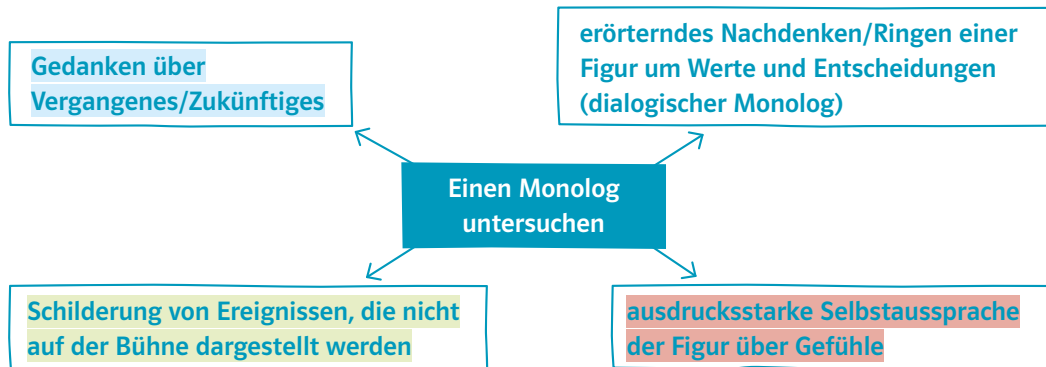 Gedanken über
Vergangenes/Zukünftiges
erörterndes Nachdenken/Ringen einer
Figur um Werte und Entscheidungen
(dialogischer Monolog)
Einen Monolog
untersuchen
Schilderung von Ereignissen, die nicht
auf der Bühne dargestellt werden
ausdrucksstarke Selbstaussprache
der Figur über Gefühle